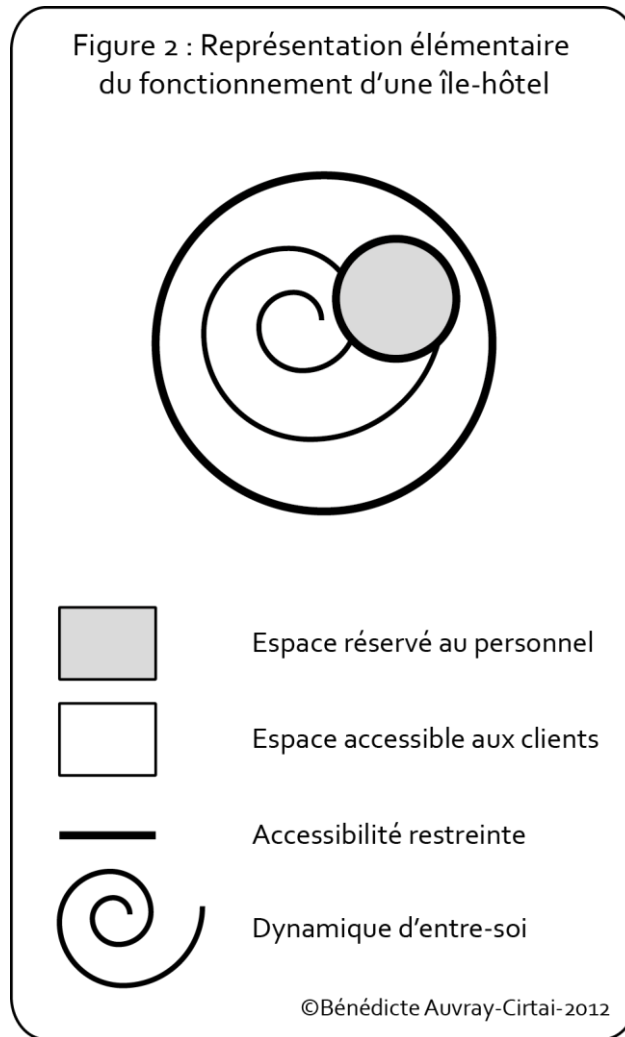 Figure 2 : Représentation élémentaire
du fonctionnement d'une île-hôtel
Espace réservé au personnel
Espace accessible aux clients
Accessibilité restreinte
Dynamique d'entre-soi
©Bénédicte Auvray-Cirtai-2012